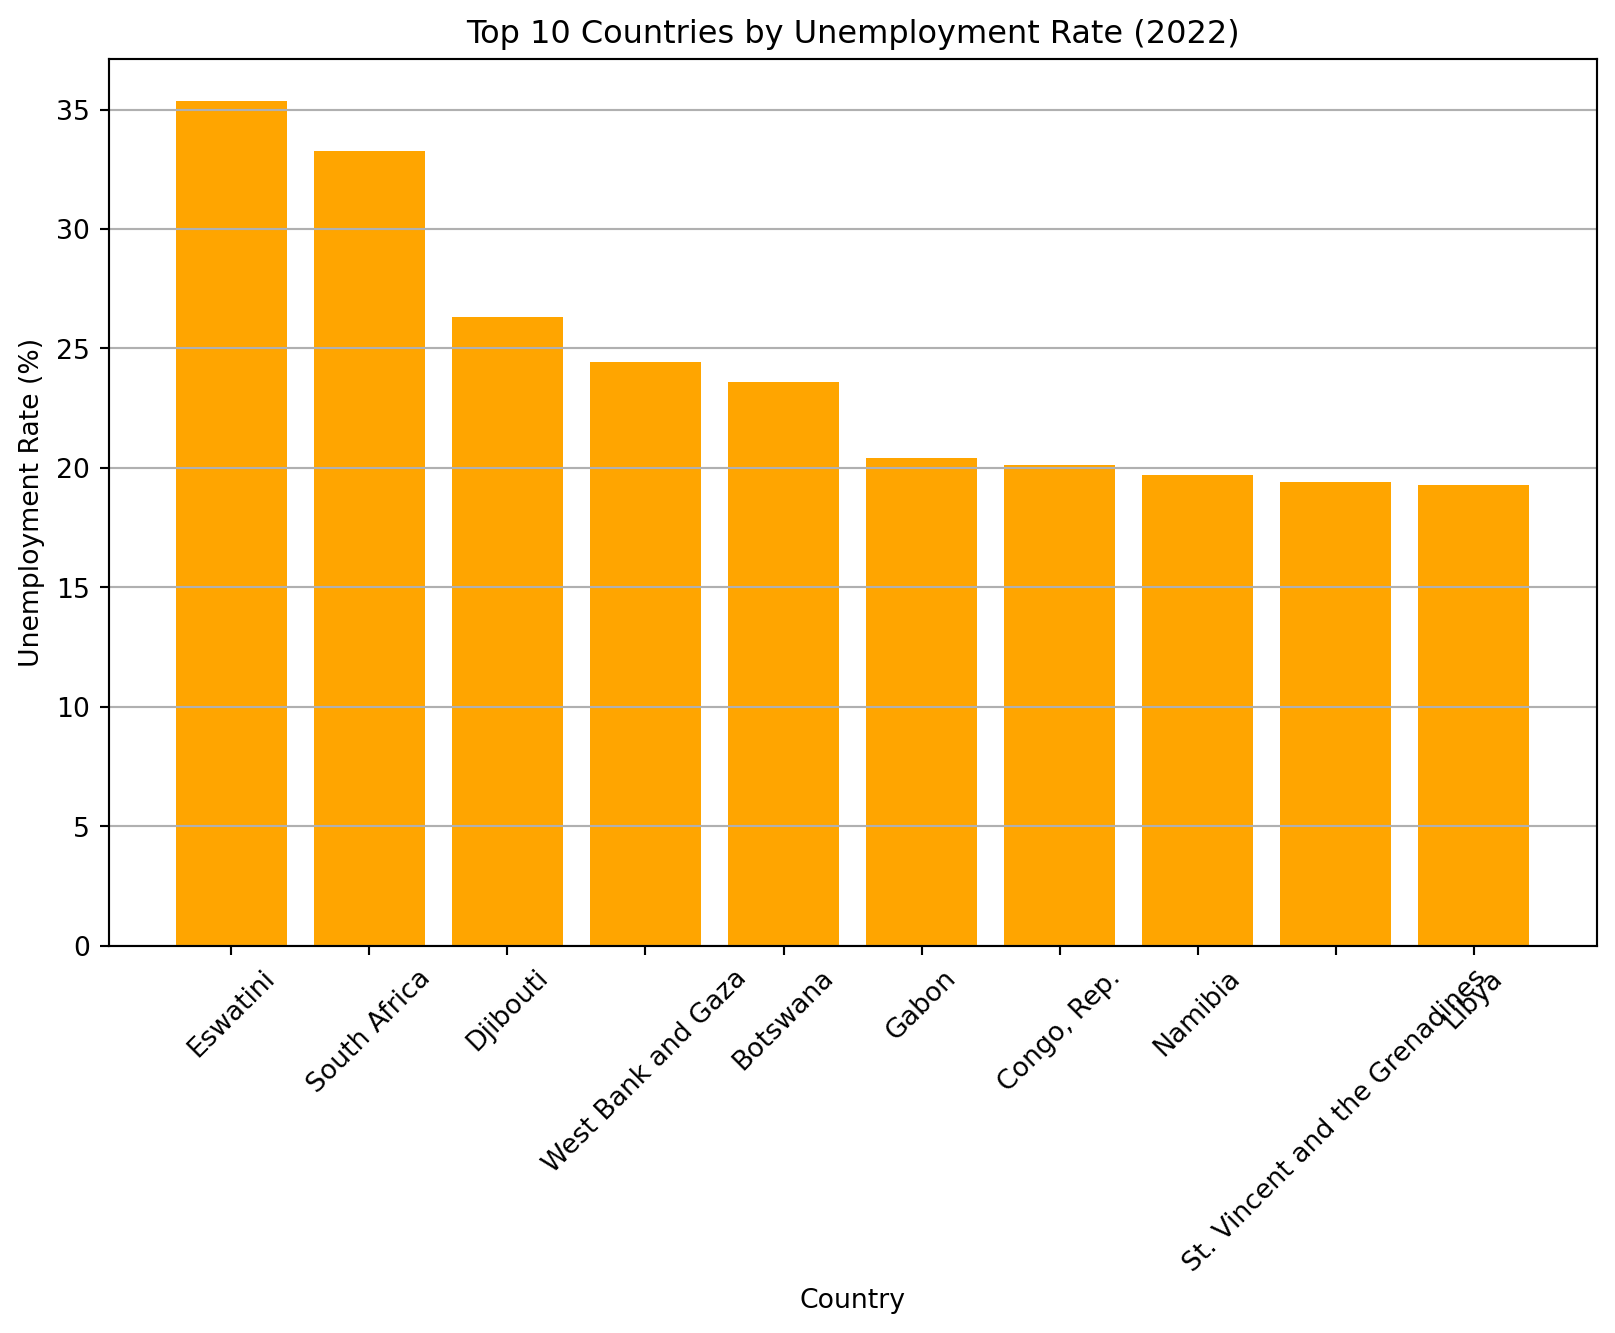 Top 10 Countries by Unemployment Rate (2022)
Unemployment Rate (%)
35
30
25
20
15
10
5
0
Eswatini
South Africa
Djibouti
West Bank and Gaza
Botswana
Gabon
Congo, Rep.
Namibia
St. Vincent and the Grenadines
Libya
Country